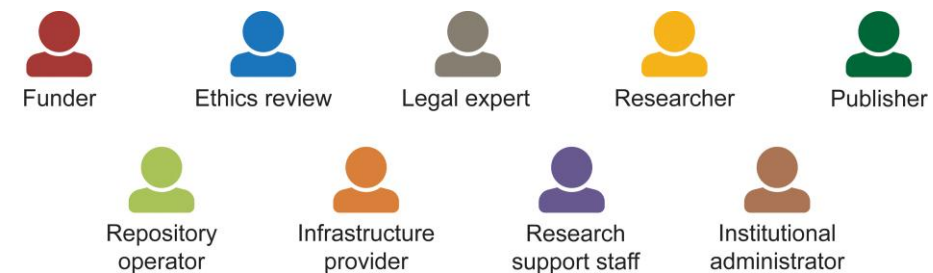 Funder
Ethics review
Legal expert
Researcher
Publisher
Repository
operator
Infrastructure
provider
Research
support staff
Institutional
administrator